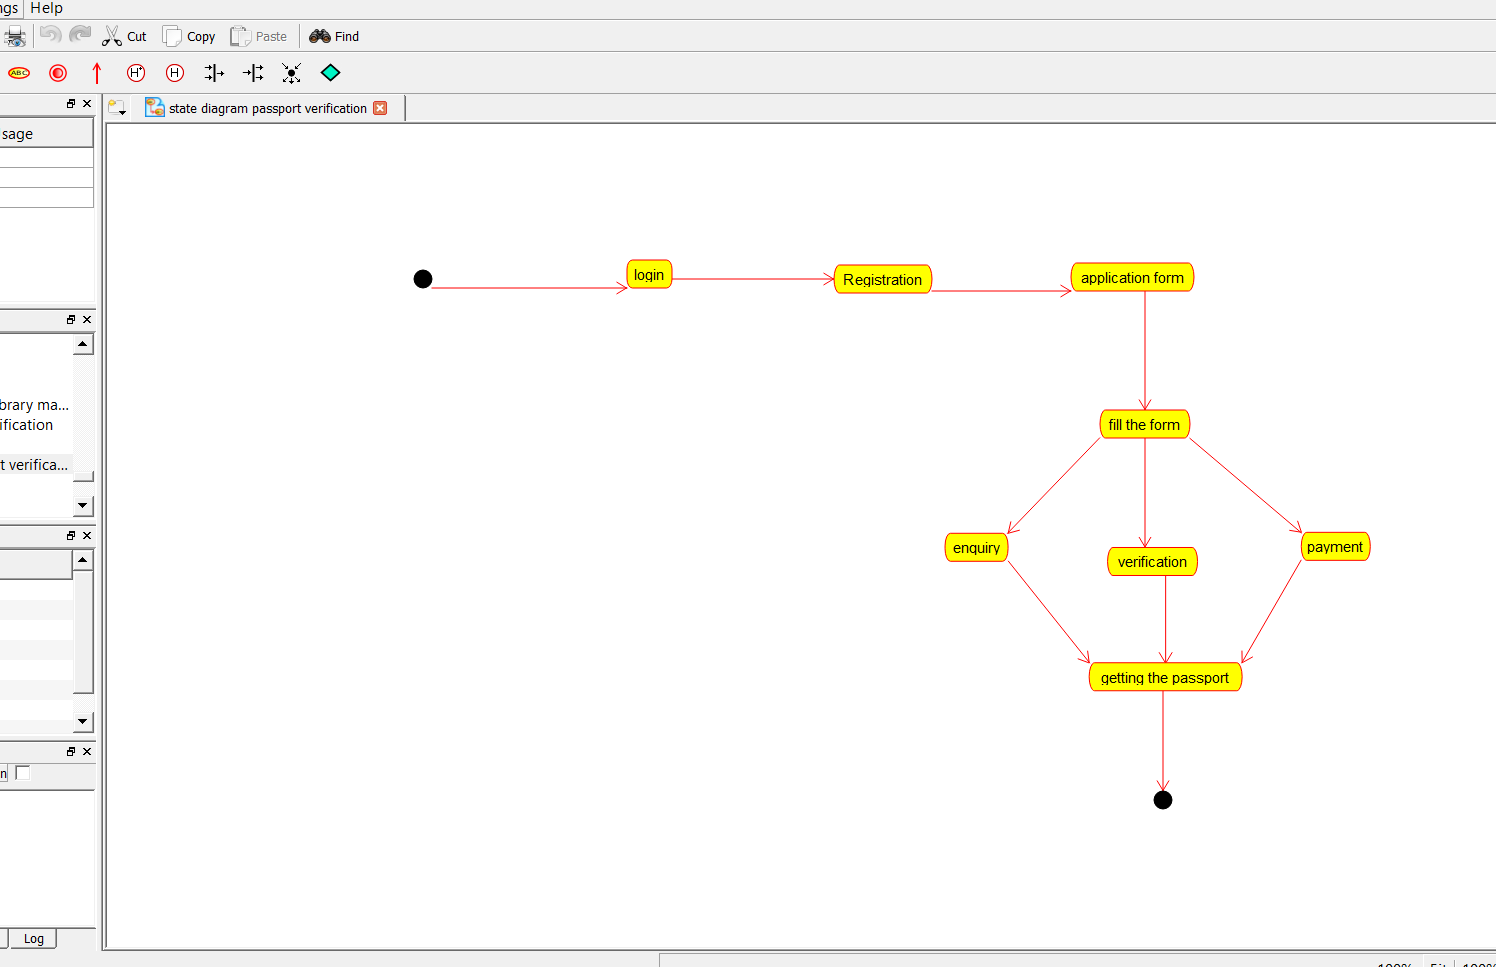 ngs Help
Cut Copy Paste Find
ABC H* H
state diagram passport verification
sage
brary ma...
ification
t verifica...
n
Log
login
Registration
application form
fill the form
enquiry
verification
payment
getting the passport